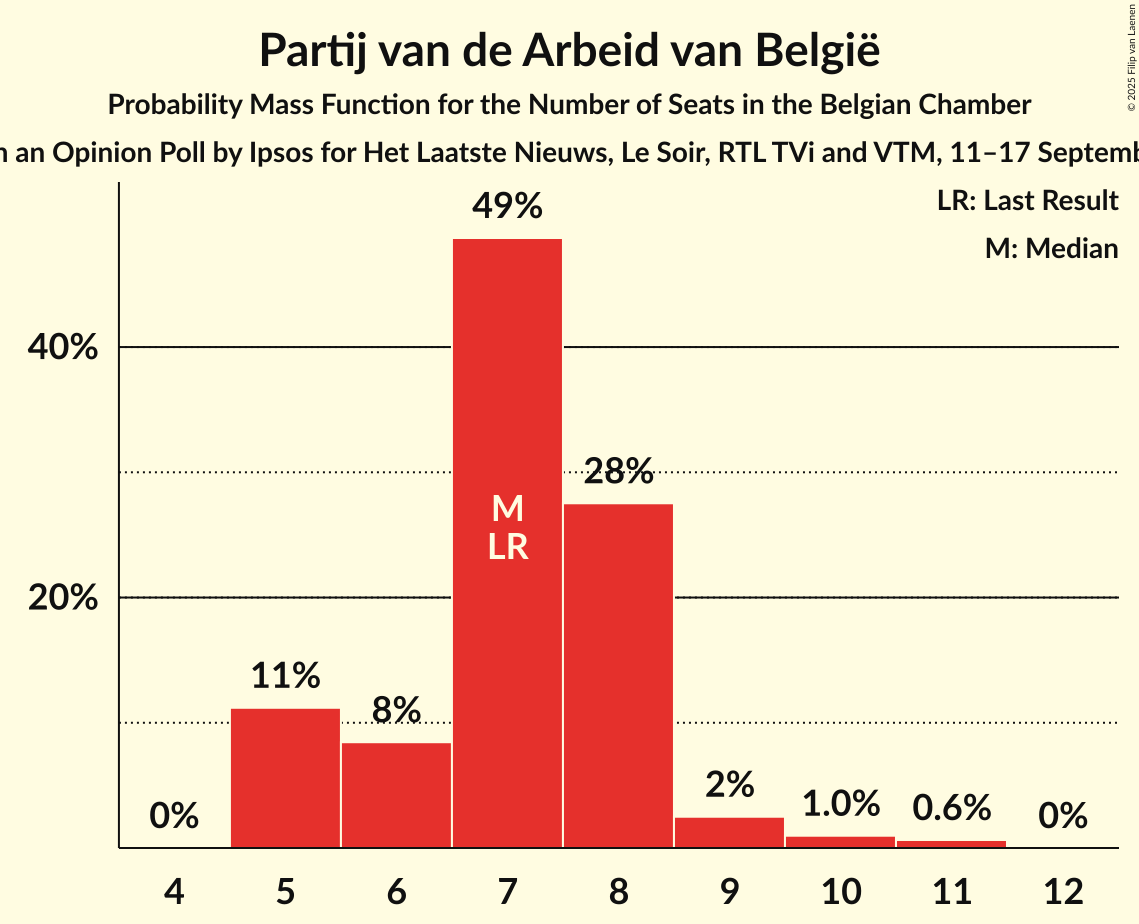 Partij van de Arbeid van België
Probability Mass Function for the Number of Seats in the Belgian Chamber
an Opinion Poll by Ipsos for Het Laatste Nieuws, Le Soir, RTL TVi and VTM, 11–17
© 2025 Filip van Laenen
LR: Last Result
M: Median
49%
40%
28%
M
LR
20%
11%
8%
2%
1.0%
0.6%
0%
0%
4 5 6 7 8 9 10 11 12